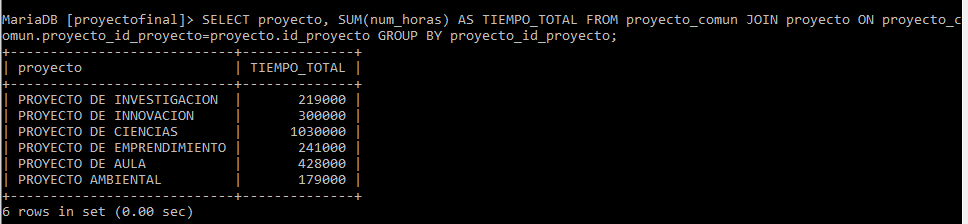 MariaDB [proyectofinal]> SELECT proyecto, SUM(num_horas) AS TIEMPO_TOTAL FROM proyecto_comun JOIN proyecto ON proyecto_c
omun.proyecto_id_proyecto=proyecto.id_proyecto GROUP BY proyecto_id_proyecto;
+----------------------------+--------------+
| proyecto                   | TIEMPO_TOTAL |
+----------------------------+--------------+
| PROYECTO DE INVESTIGACION  |       219000 |
| PROYECTO DE INNOVACION     |       300000 |
| PROYECTO DE CIENCIAS       |      1030000 |
| PROYECTO DE EMPRENDIMIENTO |       241000 |
| PROYECTO DE AULA           |       428000 |
| PROYECTO AMBIENTAL         |       179000 |
+----------------------------+--------------+
6 rows in set (0.00 sec)